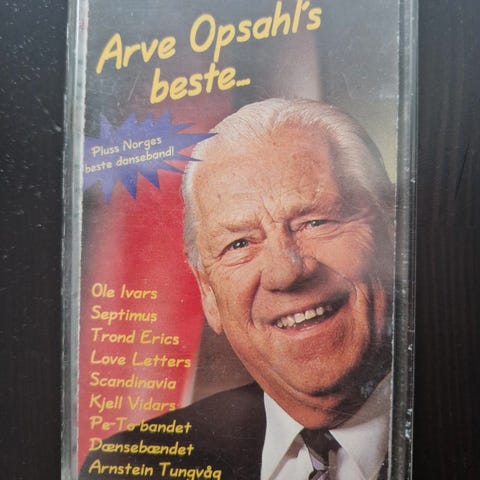 Arve Opsahl's
beste...
Pluss Norges
beste danseband!
Ole Ivars
Septimus
Trond Erics
Love Letters
Scandinavia
Kjell Vidars
Pe-To bandet
Dænsebændet
Arnstein Tungvåg